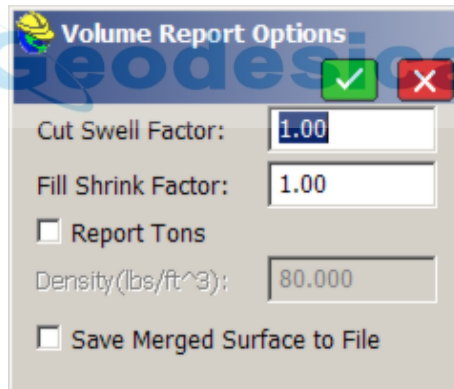 Volume Report Options
Geodesica
Cut Swell Factor: 1.00
Fill Shrink Factor: 1.00
Report Tons
Density(lbs/ft^3): 80.000
Save Merged Surface to File